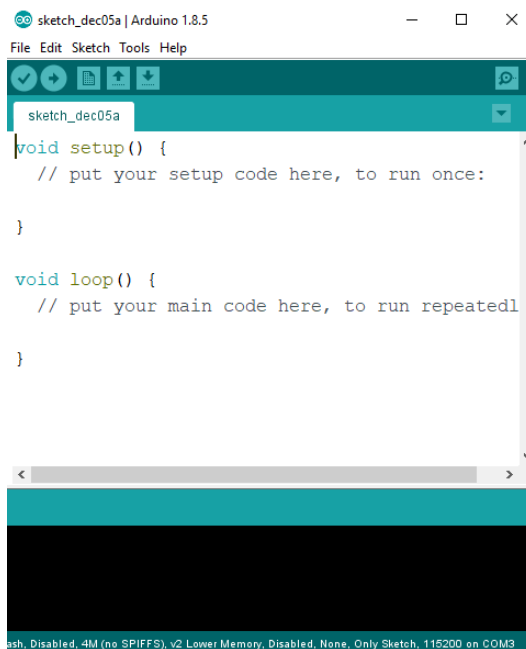 sketch_dec05a | Arduino 1.8.5
File Edit Sketch Tools Help
sketch_dec05a
void setup() {
  // put your setup code here, to run once:
}
void loop() {
  // put your main code here, to run repeatedl
}
ash, Disabled, 4M (no SPIFFS), v2 Lower Memory, Disabled, None, Only Sketch, 115200 on COM3